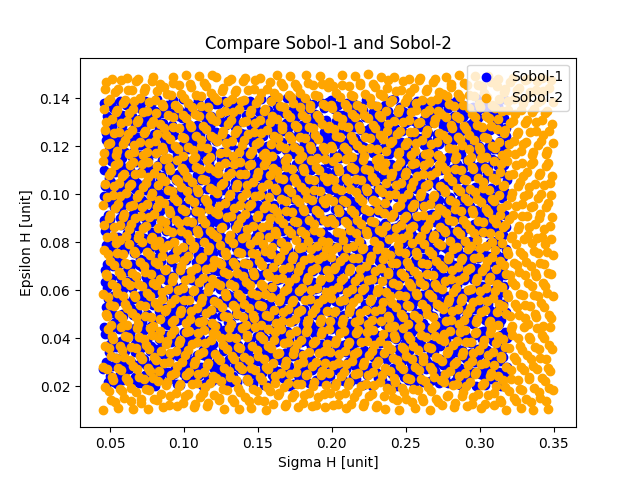 Compare Sobol-1 and Sobol-2
Sobol-1
Sobol-2
0.14
0.12
0.10
0.08
0.06
0.04
0.02
Epsilon H [unit]
0.05 0.10 0.15 0.20 0.25 0.30 0.35
Sigma H [unit]